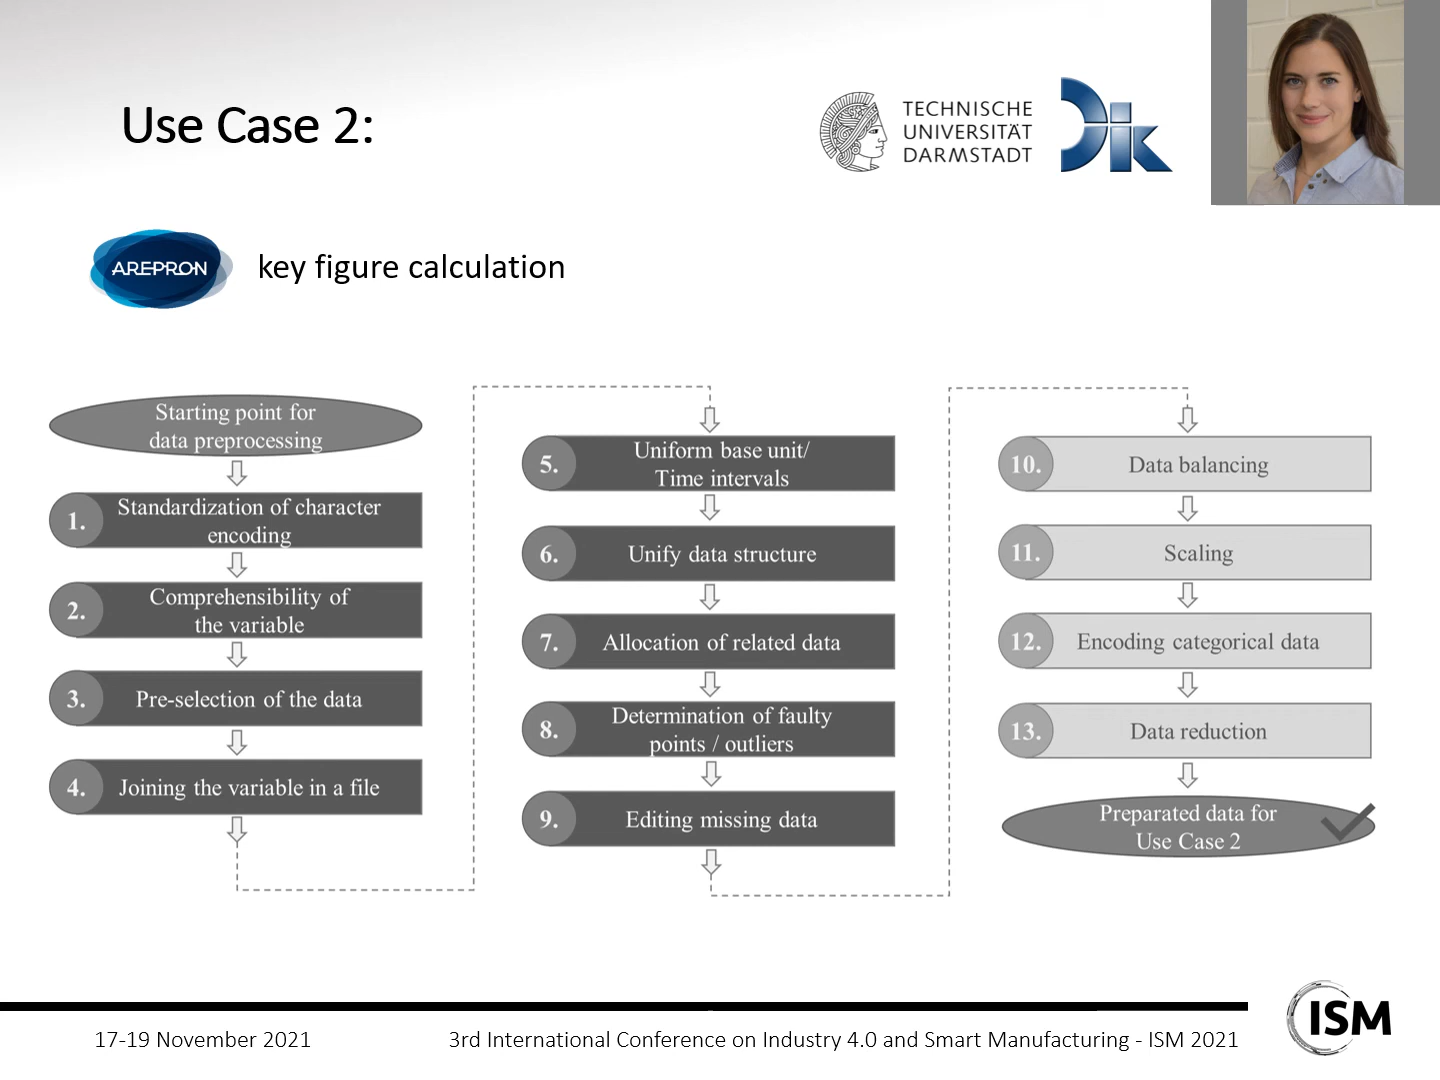 Use Case 2:
TECHNISCHE
UNIVERSITÄT
DARMSTADT
Dik
AREPRON
key figure calculation
Starting point for
data preprocessing
1.
Standardization of character
encoding
2.
Comprehensibility of
the variable
3.
Pre-selection of the data
4.
Joining the variable in a file
5.
Uniform base unit/
Time intervals
6.
Unify data structure
7.
Allocation of related data
8.
Determination of faulty
points / outliers
9.
Editing missing data
10.
Data balancing
11.
Scaling
12.
Encoding categorical data
13.
Data reduction
Preparated data for
Use Case 2
17-19 November 2021
3rd International Conference on Industry 4.0 and Smart Manufacturing - ISM 2021
ISM